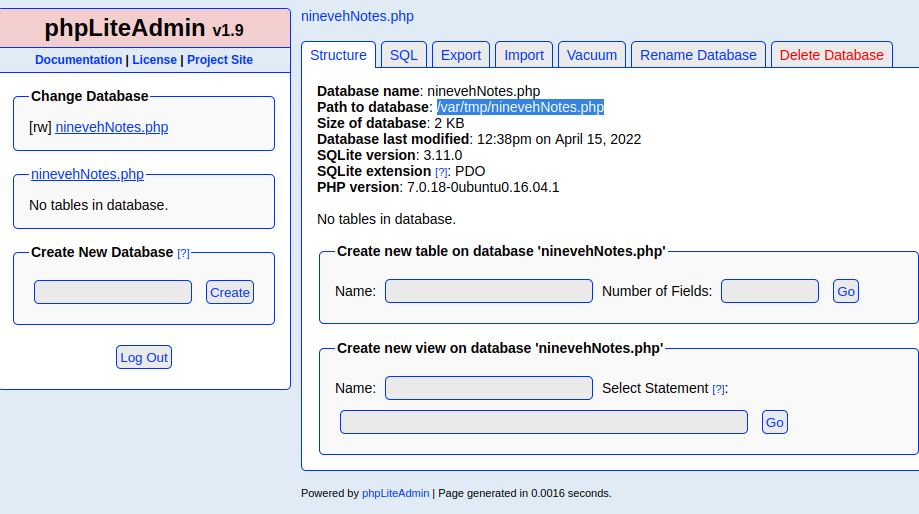 phpLiteAdmin v1.9
Documentation | License | Project Site
Change Database
[rw] ninevehNotes.php
ninevehNotes.php
No tables in database.
Create New Database [?]
Create
Log Out
ninevehNotes.php
Structure SQL Export Import Vacuum Rename Database Delete Database
Database name: ninevehNotes.php
Path to database: /var/tmp/ninevehNotes.php
Size of database: 2 KB
Database last modified: 12:38pm on April 15, 2022
SQLite version: 3.11.0
SQLite extension [?]: PDO
PHP version: 7.0.18-0ubuntu0.16.04.1
No tables in database.
Create new table on database 'ninevehNotes.php'
Name: Number of Fields: Go
Create new view on database 'ninevehNotes.php'
Name: Select Statement [?]:
Go
Powered by phpLiteAdmin | Page generated in 0.0016 seconds.